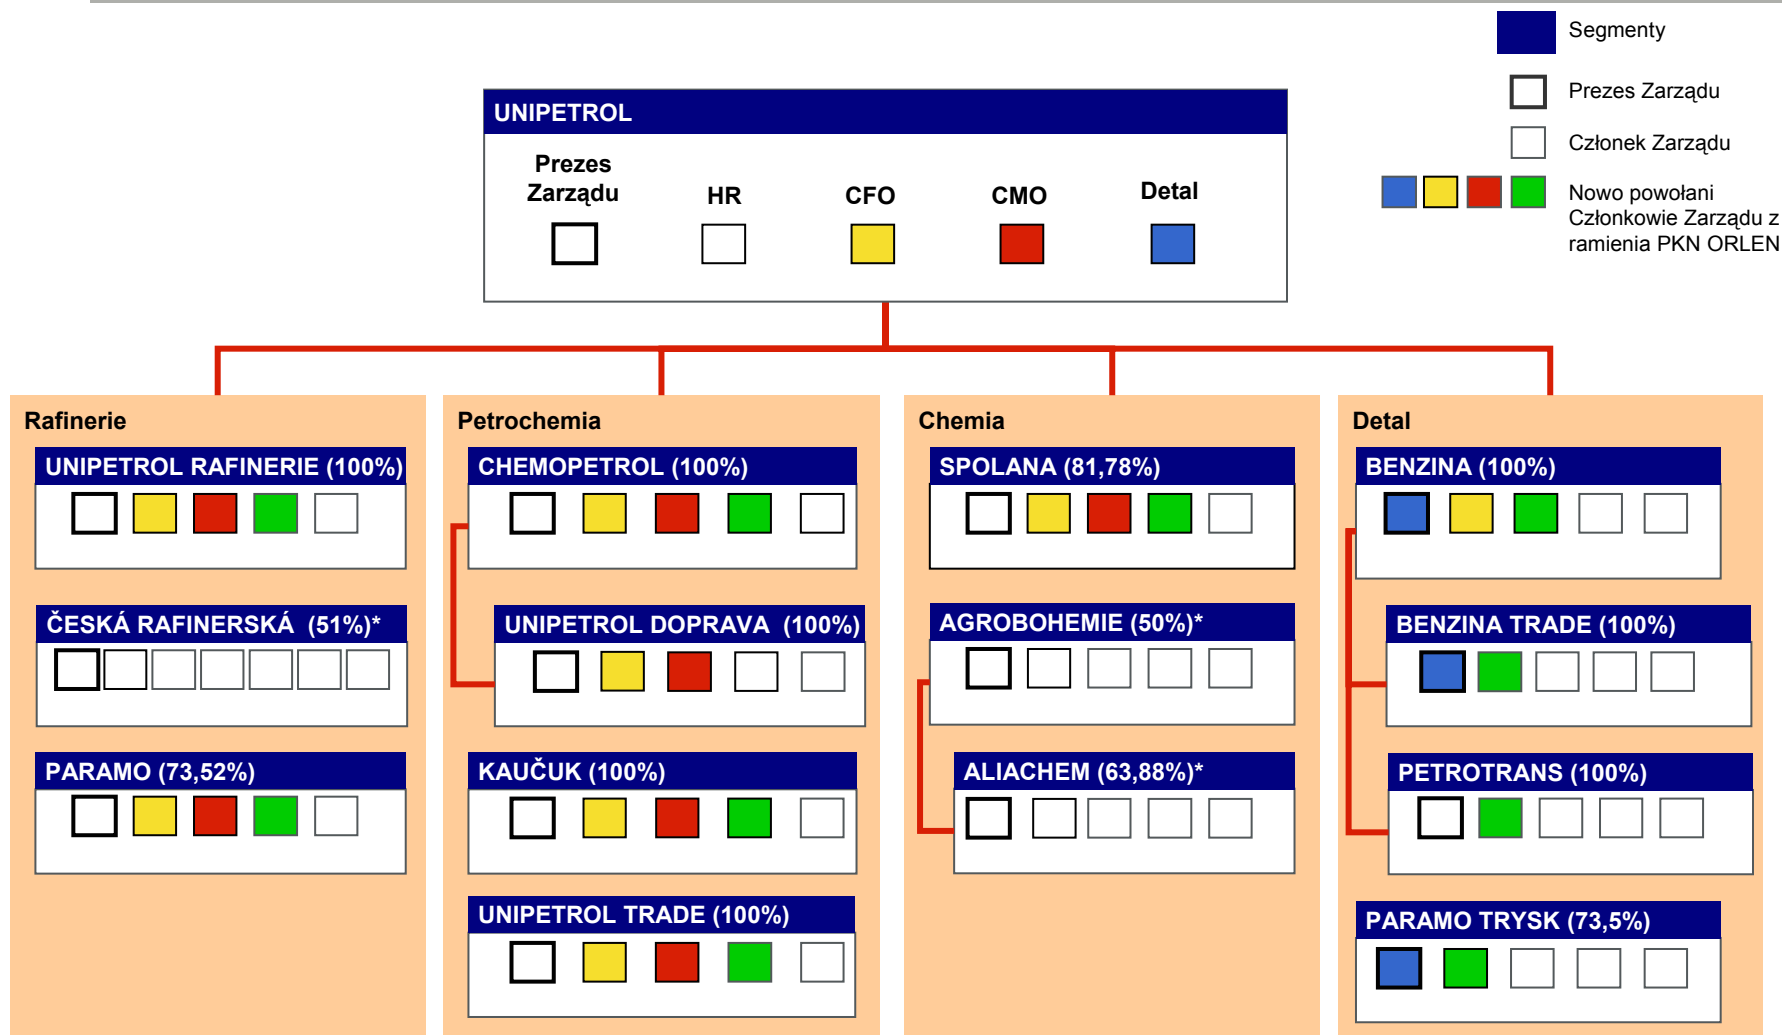 Segmenty
Prezes Zarządu
Członek Zarządu
Nowo powołani
Członkowie Zarządu z
ramienia PKN ORLEN
UNIPETROL
Prezes
Zarządu
HR
CFO
CMO
Detal
Rafinerie
UNIPETROL RAFINERIE (100%)
ČESKÁ RAFINERSKÁ (51%)*
PARAMO (73,52%)
Petrochemia
CHEMOPETROL (100%)
UNIPETROL DOPRAVA (100%)
KAUČUK (100%)
UNIPETROL TRADE (100%)
Chemia
SPOLANA (81,78%)
AGROBOHEMIE (50%)*
ALIACHEM (63,88%)*
Detal
BENZINA (100%)
BENZINA TRADE (100%)
PETROTRANS (100%)
PARAMO TRYSK (73,5%)